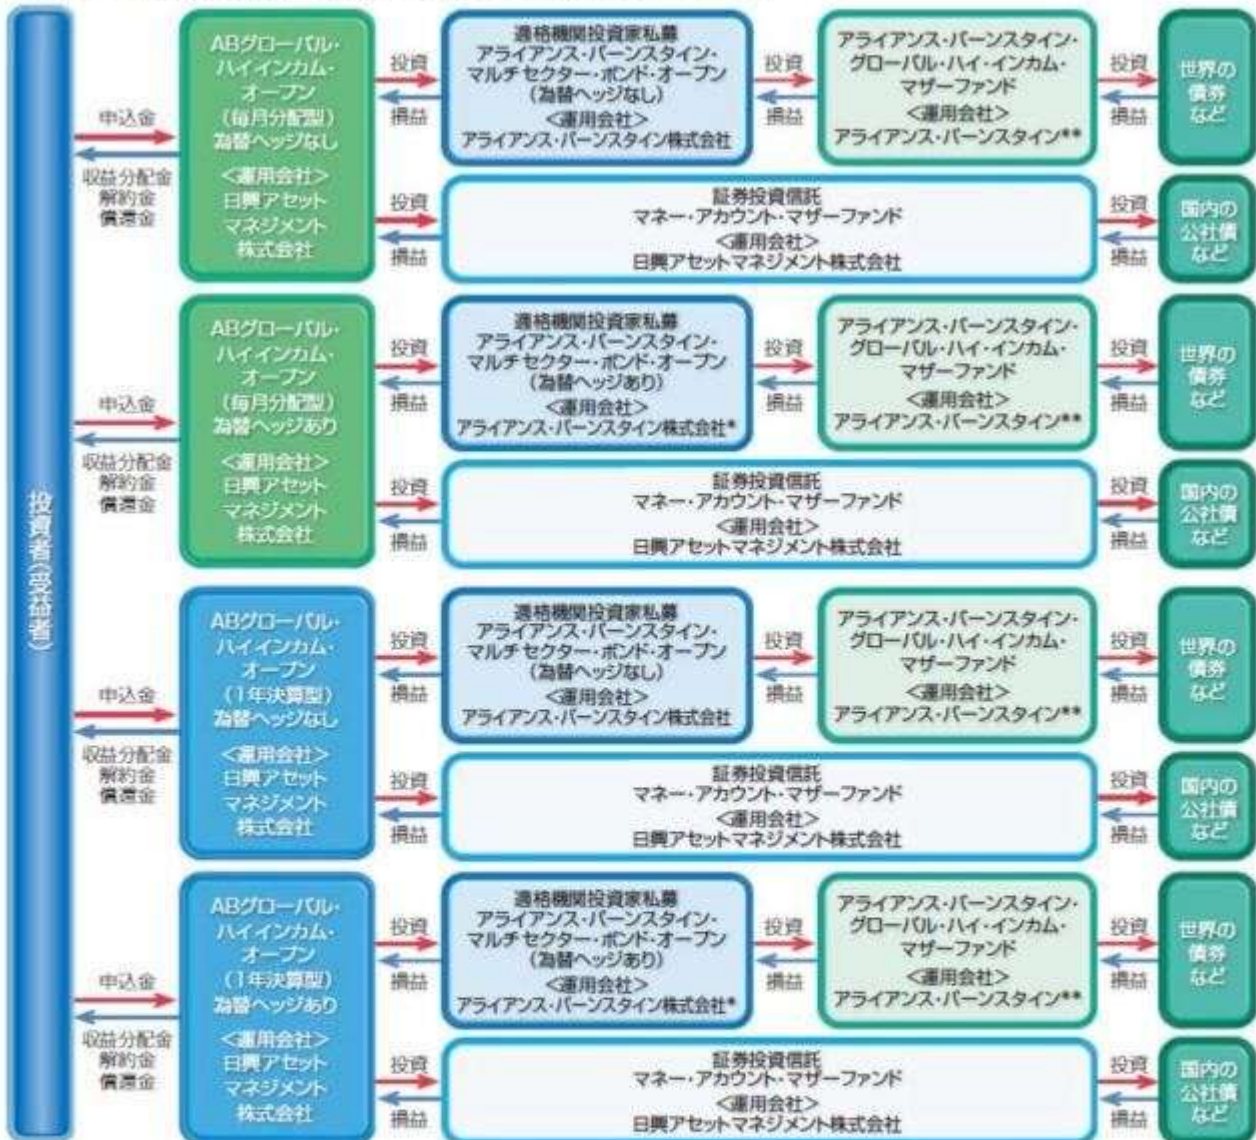 投資者(受益者)
申込金
収益分配金
解約金
償還金
ABグローバル・
ハイインカム・
オープン
(毎月分配型)
為替ヘッジなし
<運用会社>
日興アセット
マネジメント
株式会社
投資
損益
適格機関投資家私募
アライアンス・バーンスタイン・
マルチセクター・ボンド・オープン
(為替ヘッジなし)
<運用会社>
アライアンス・バーンスタイン株式会社
投資
損益
アライアンス・バーンスタイン・
グローバル・ハイ・インカム・
マザーファンド
<運用会社>
アライアンス・バーンスタイン**
投資
損益
世界の
債券
など
投資
損益
証券投資信託
マネー・アカウント・マザーファンド
<運用会社>
日興アセットマネジメント株式会社
投資
損益
国内の
公社債
など
申込金
収益分配金
解約金
償還金
ABグローバル・
ハイインカム・
オープン
(毎月分配型)
為替ヘッジあり
<運用会社>
日興アセット
マネジメント
株式会社
投資
損益
適格機関投資家私募
アライアンス・バーンスタイン・
マルチセクター・ボンド・オープン
(為替ヘッジあり)
<運用会社>
アライアンス・バーンスタイン株式会社*
投資
損益
アライアンス・バーンスタイン・
グローバル・ハイ・インカム・
マザーファンド
<運用会社>
アライアンス・バーンスタイン**
投資
損益
世界の
債券
など
投資
損益
証券投資信託
マネー・アカウント・マザーファンド
<運用会社>
日興アセットマネジメント株式会社
投資
損益
国内の
公社債
など
申込金
収益分配金
解約金
償還金
ABグローバル・
ハイインカム・
オープン
(1年決算型)
為替ヘッジなし
<運用会社>
日興アセット
マネジメント
株式会社
投資
損益
適格機関投資家私募
アライアンス・バーンスタイン・
マルチセクター・ボンド・オープン
(為替ヘッジなし)
<運用会社>
アライアンス・バーンスタイン株式会社
投資
損益
アライアンス・バーンスタイン・
グローバル・ハイ・インカム・
マザーファンド
<運用会社>
アライアンス・バーンスタイン**
投資
損益
世界の
債券
など
投資
損益
証券投資信託
マネー・アカウント・マザーファンド
<運用会社>
日興アセットマネジメント株式会社
投資
損益
国内の
公社債
など
申込金
収益分配金
解約金
償還金
ABグローバル・
ハイインカム・
オープン
(1年決算型)
為替ヘッジあり
<運用会社>
日興アセット
マネジメント
株式会社
投資
損益
適格機関投資家私募
アライアンス・バーンスタイン・
マルチセクター・ボンド・オープン
(為替ヘッジあり)
<運用会社>
アライアンス・バーンスタイン株式会社*
投資
損益
アライアンス・バーンスタイン・
グローバル・ハイ・インカム・
マザーファンド
<運用会社>
アライアンス・バーンスタイン**
投資
損益
世界の
債券
など
投資
損益
証券投資信託
マネー・アカウント・マザーファンド
<運用会社>
日興アセットマネジメント株式会社
投資
損益
国内の
公社債
など